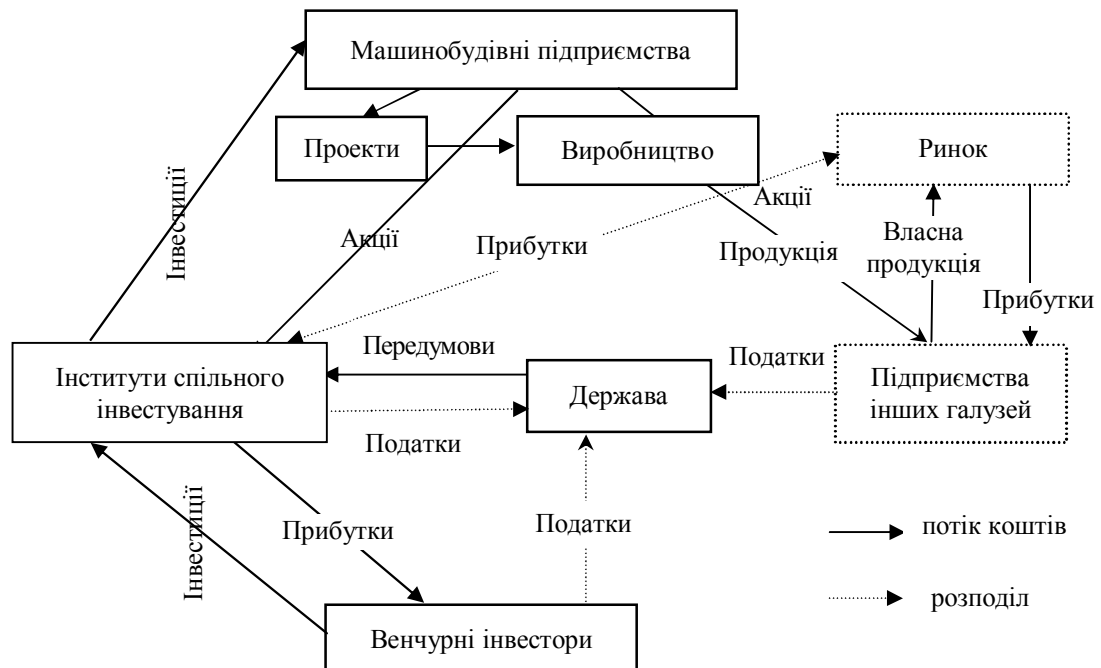 Машинобудівні підприємства
Проекти
Виробництво
Ринок
Інвестиції
Акції
Акції
Прибутки
Продукція
Власна
продукція
Прибутки
Передумови
Інститути спільного
інвестування
Держава
Податки
Підприємства
інших галузей
Податки
Інвестиції
Прибутки
Податки
потік коштів
розподіл
Венчурні інвестори